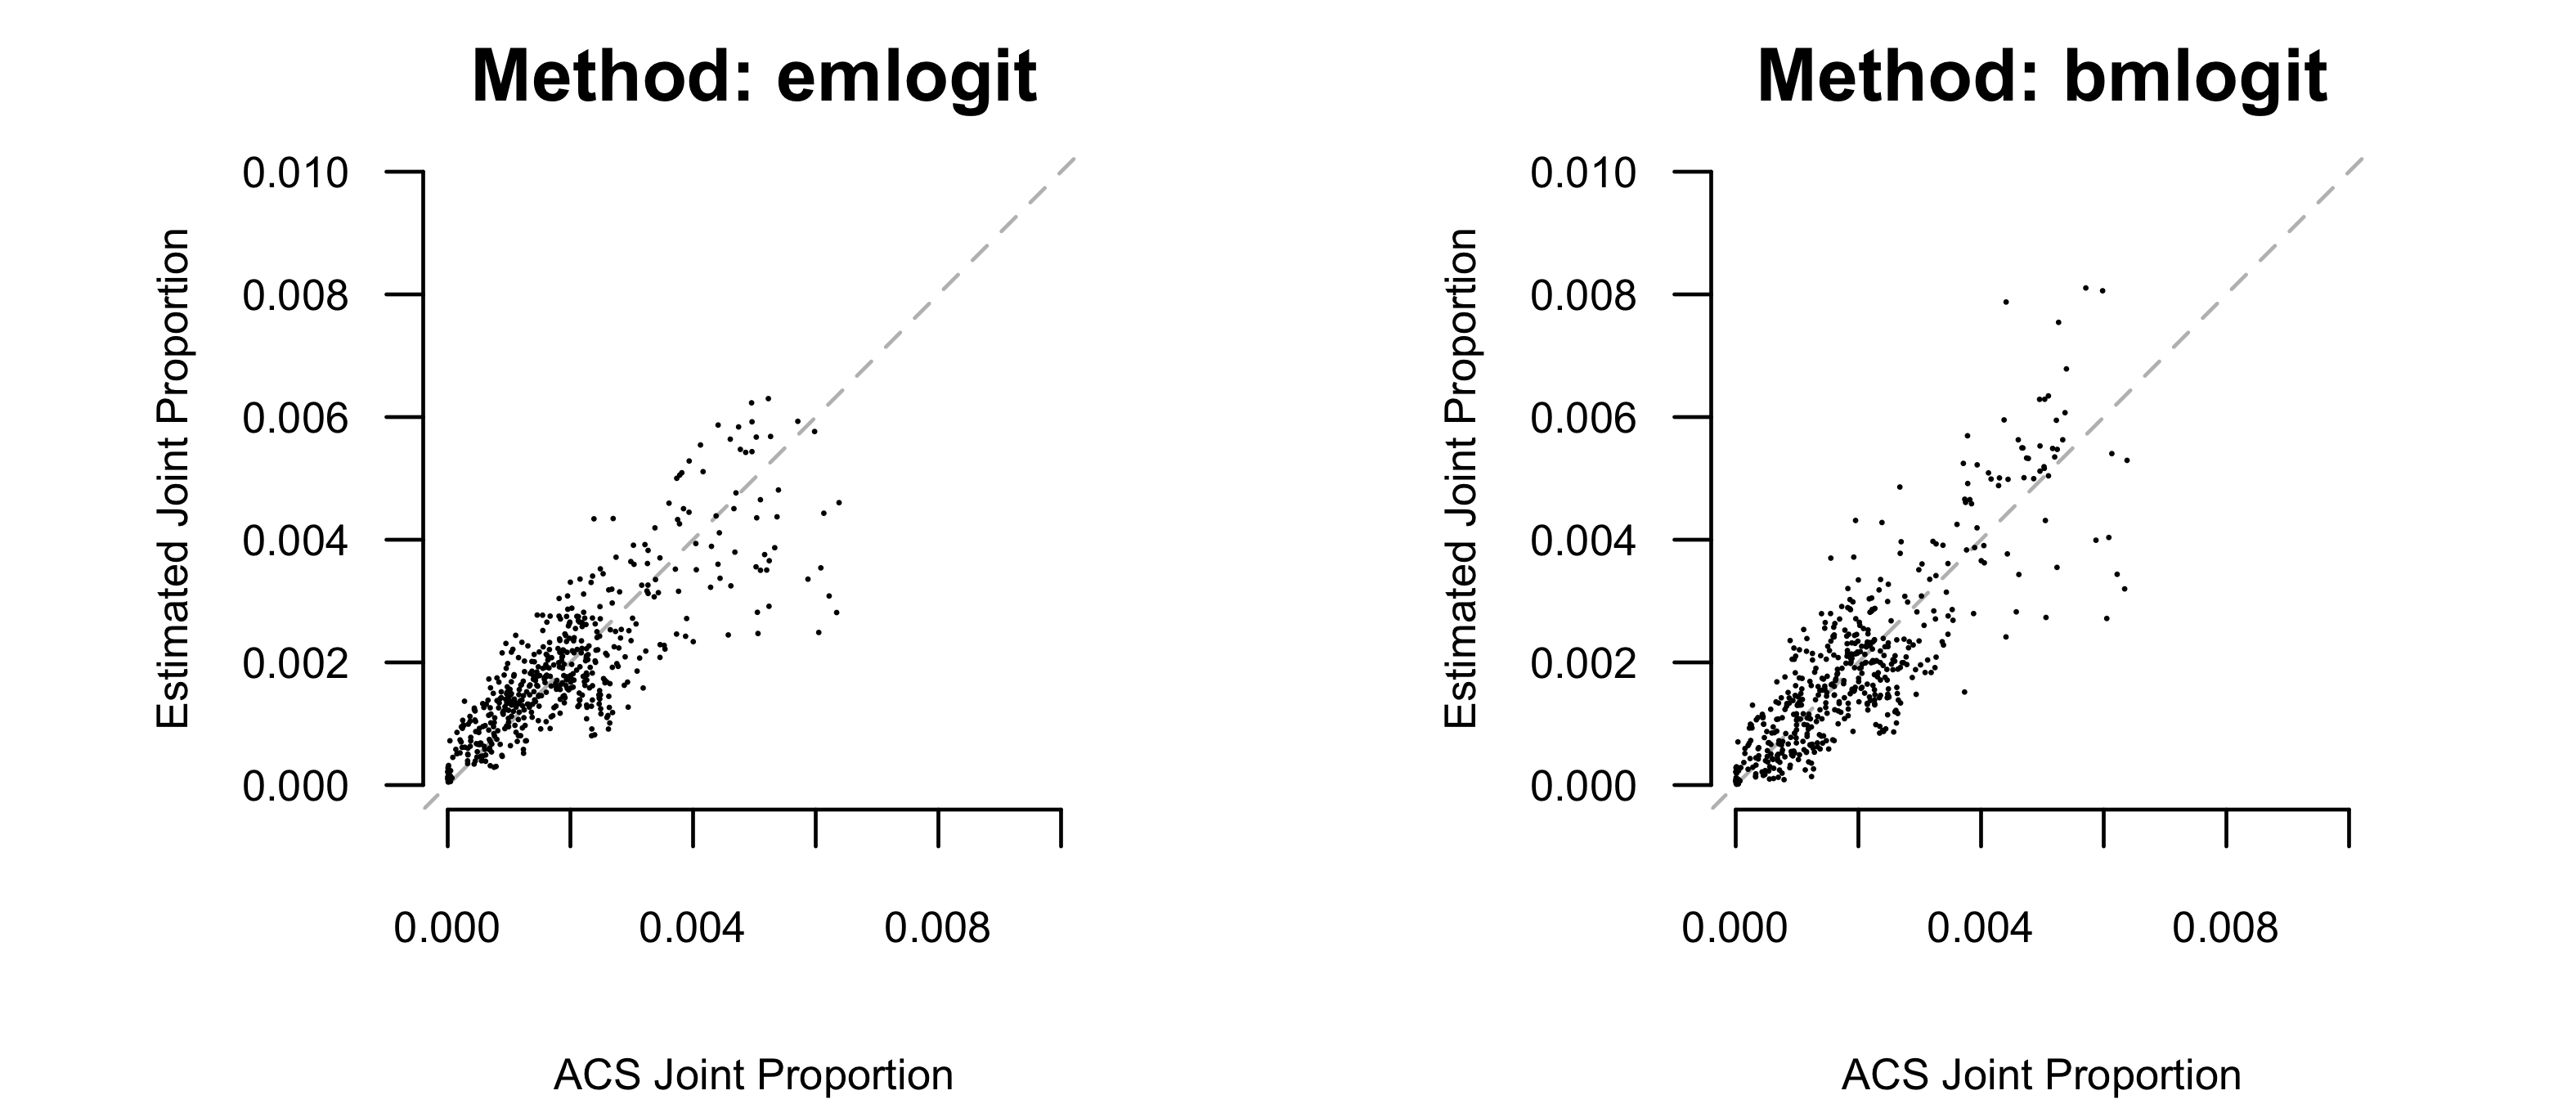 Method: emlogit
0.010
0.008
0.006
0.004
0.002
0.000
Estimated Joint Proportion
0.000 0.004 0.008
ACS Joint Proportion
Method: bmlogit
0.010
0.008
0.006
0.004
0.002
0.000
Estimated Joint Proportion
0.000 0.004 0.008
ACS Joint Proportion